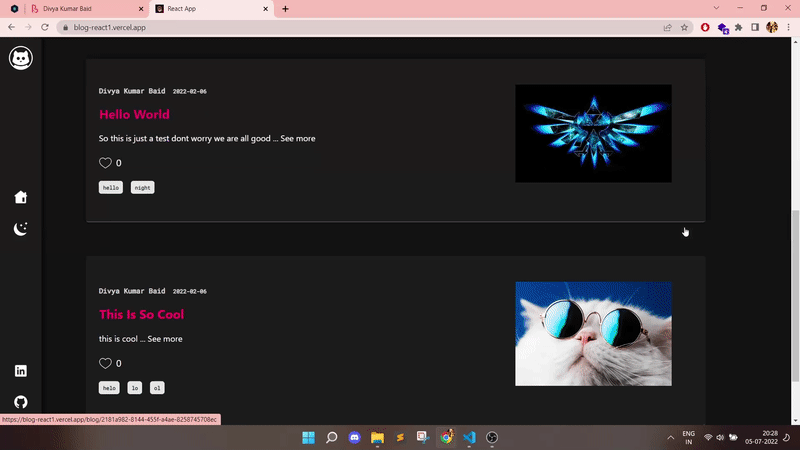 Divya Kumar Baid
React App
blog-react1.vercel.app
Divya Kumar Baid 2022-02-06
Hello World
So this is just a test dont worry we are all good ... See more
0
hello night
Divya Kumar Baid 2022-02-06
This Is So Cool
this is cool ... See more
0
helo lo ol
https://blog-react1.vercel.app/blog/2181a982-8144-455f-a4ae-8258745708ec
ENG
IN
20:28
05-07-2022